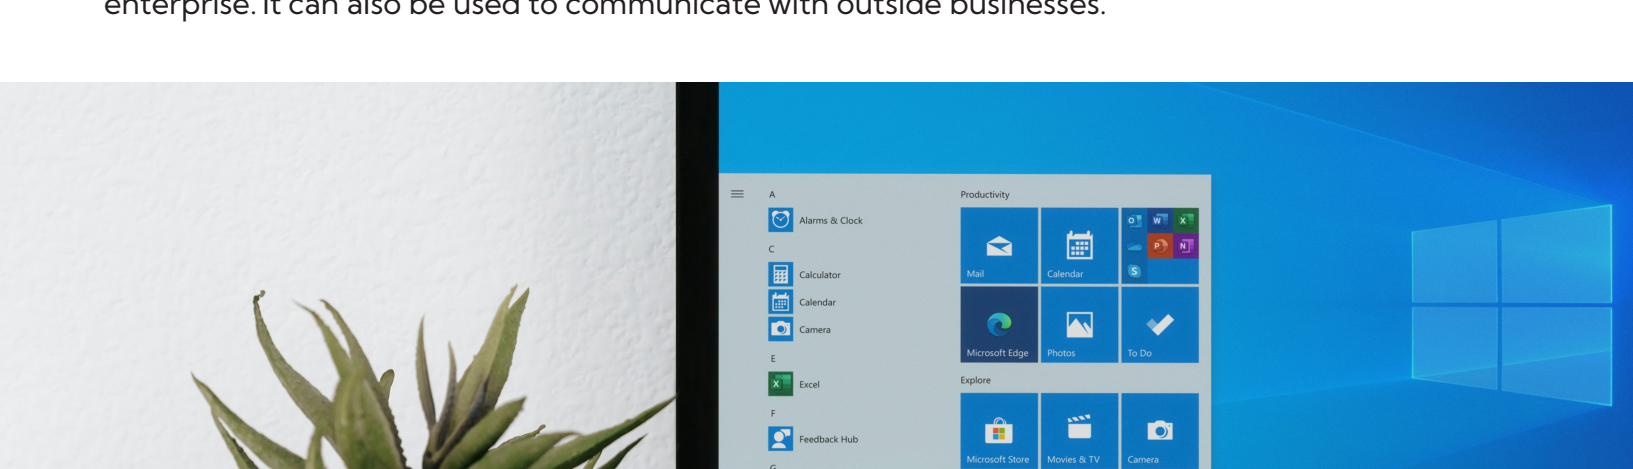 enterprise. It can also be used to communicate with outside businesses.
A
Alarms & Clock
C
Calculator
Calendar
Camera
E
Excel
F
Feedback Hub
G
Productivity
Mail
Calendar
O
W
X
P
N
S
Microsoft Edge
Photos
To Do
Explore
Microsoft Store
Movies & TV
Camera